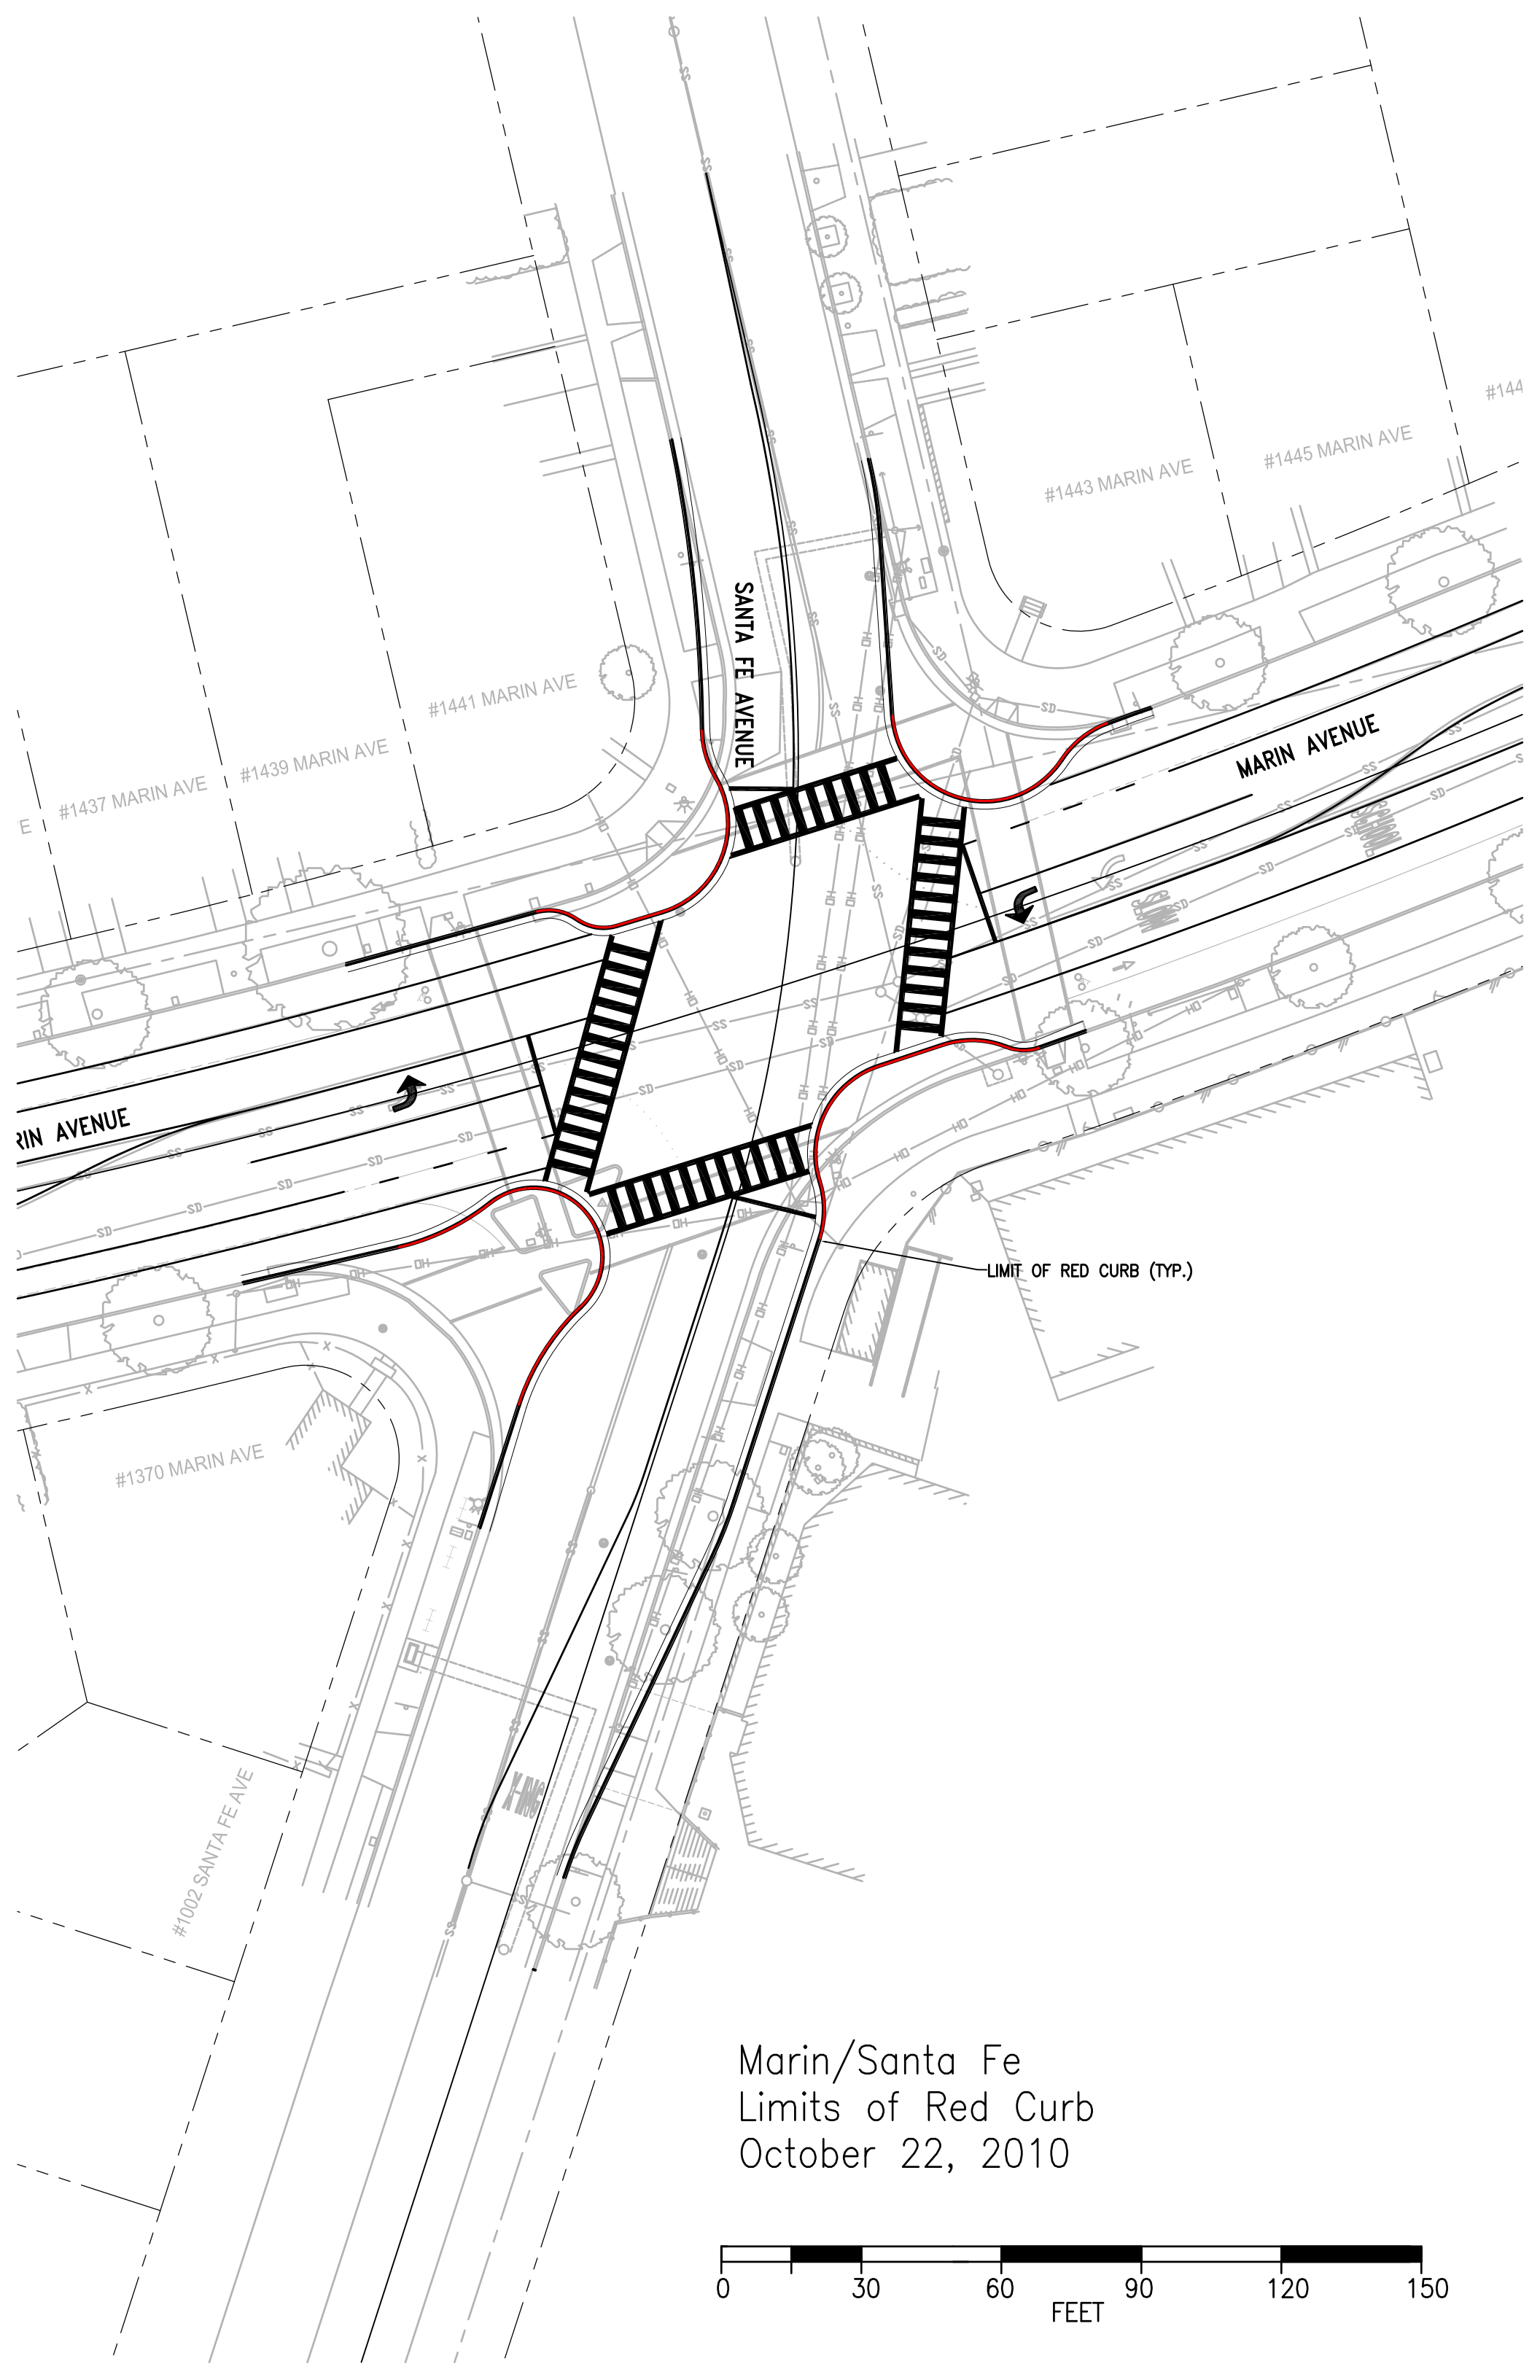 #144
#1445 MARIN AVE
#1443 MARIN AVE
SANTA FE AVENUE
#1441 MARIN AVE
#1439 MARIN AVE
#1437 MARIN AVE
E
MARIN AVENUE
RIN AVENUE
LIMIT OF RED CURB (TYP.)
#1370 MARIN AVE
X-ING
#1002 SANTA FE AVE
Marin/Santa Fe
Limits of Red Curb
October 22, 2010
0 30 60 90 120 150
FEET